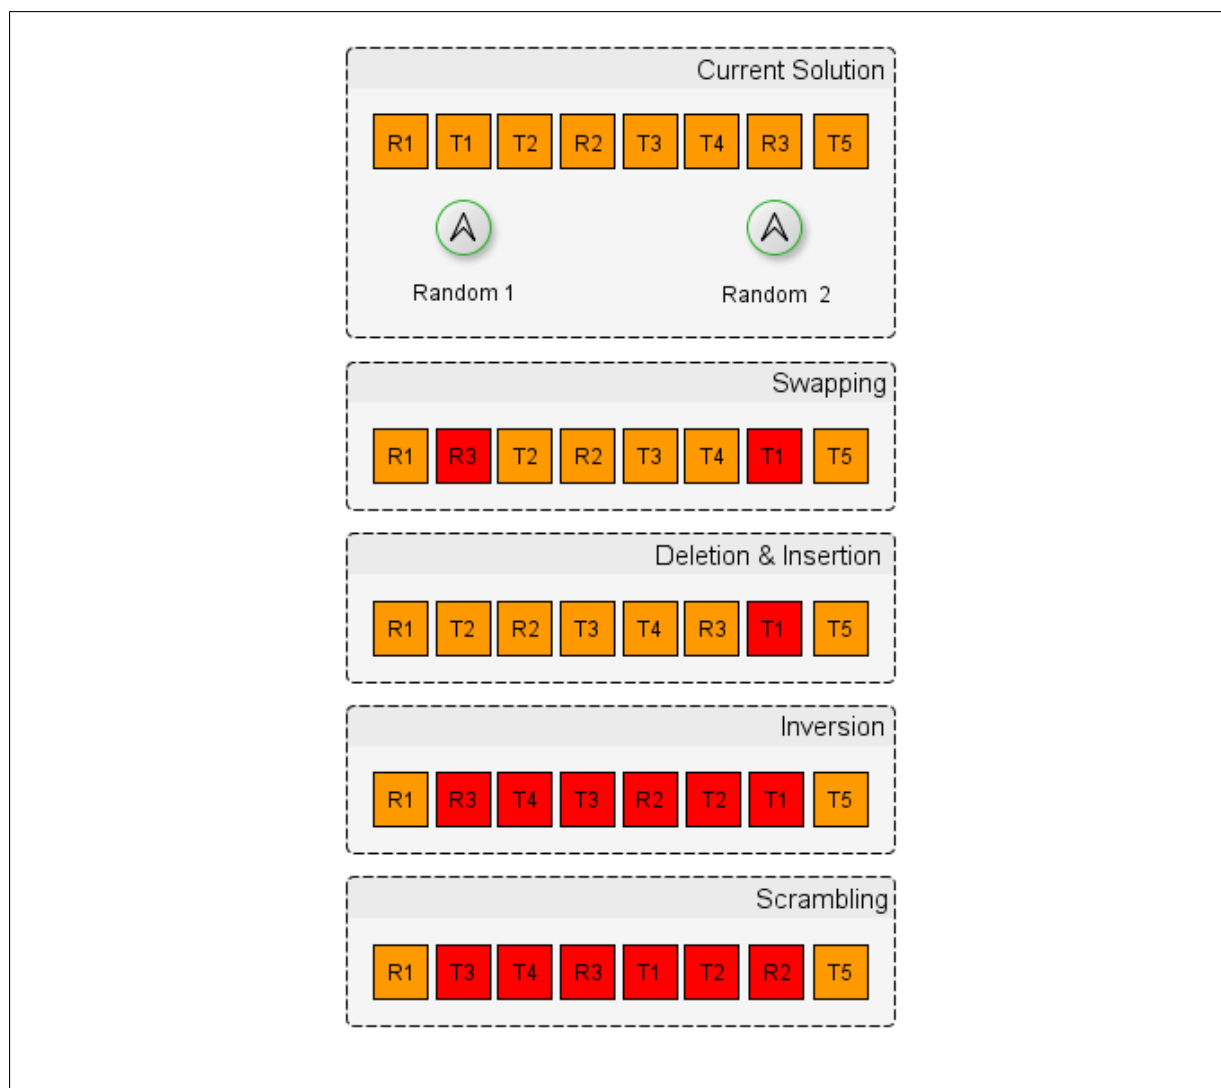 Current Solution
R1 T1 T2 R2 T3 T4 R3 T5
Random 1 Random 2
Swapping
R1 R3 T2 R2 T3 T4 T1 T5
Deletion & Insertion
R1 T2 R2 T3 T4 R3 T1 T5
Inversion
R1 R3 T4 T3 R2 T2 T1 T5
Scrambling
R1 T3 T4 R3 T1 T2 R2 T5